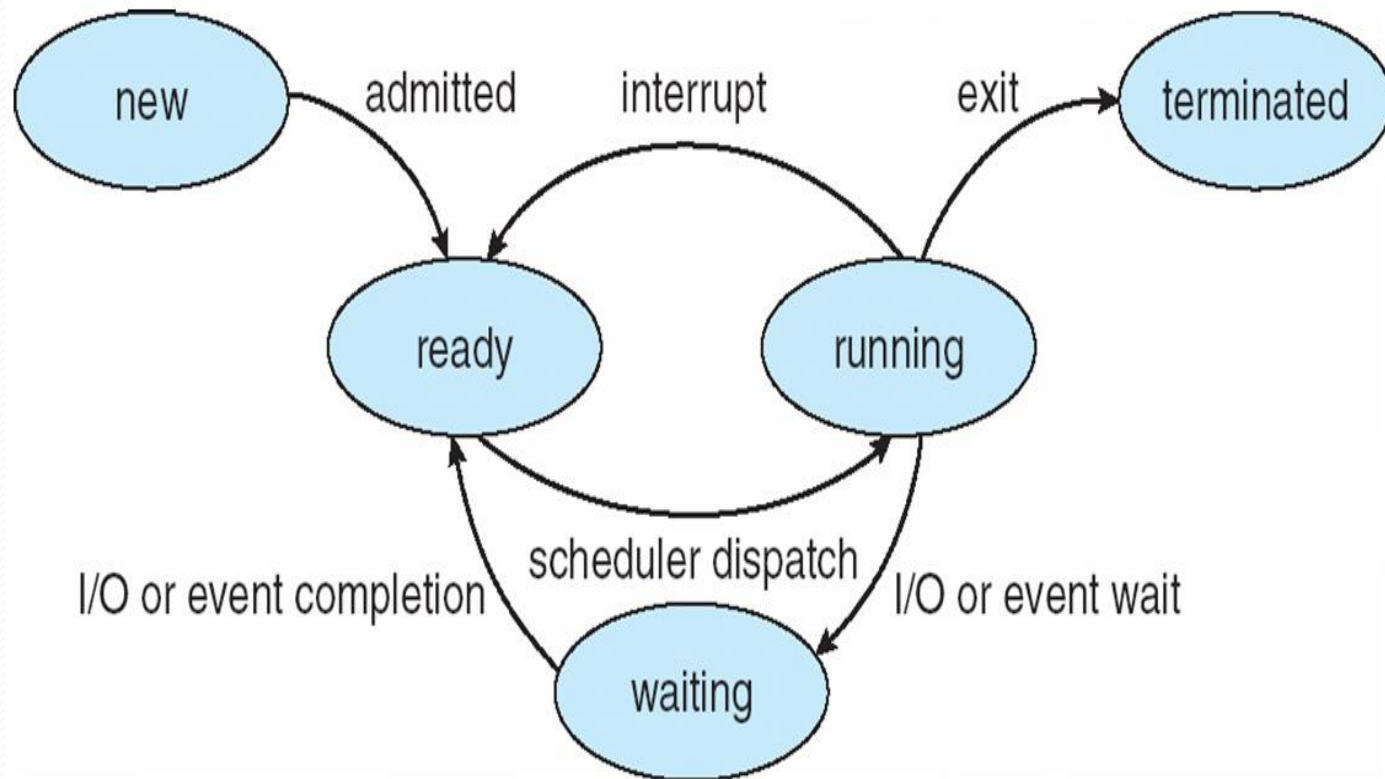 new
admitted
interrupt
exit
terminated
ready
running
scheduler dispatch
I/O or event completion
I/O or event wait
waiting